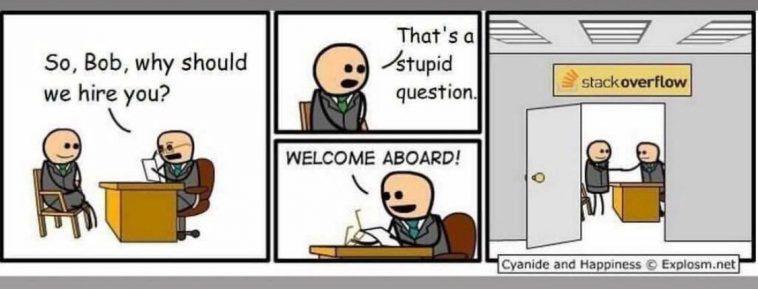 So, Bob, why should
we hire you?
That's a
stupid
question.
WELCOME ABOARD!
stackoverflow
Cyanide and Happiness © Explosm.net